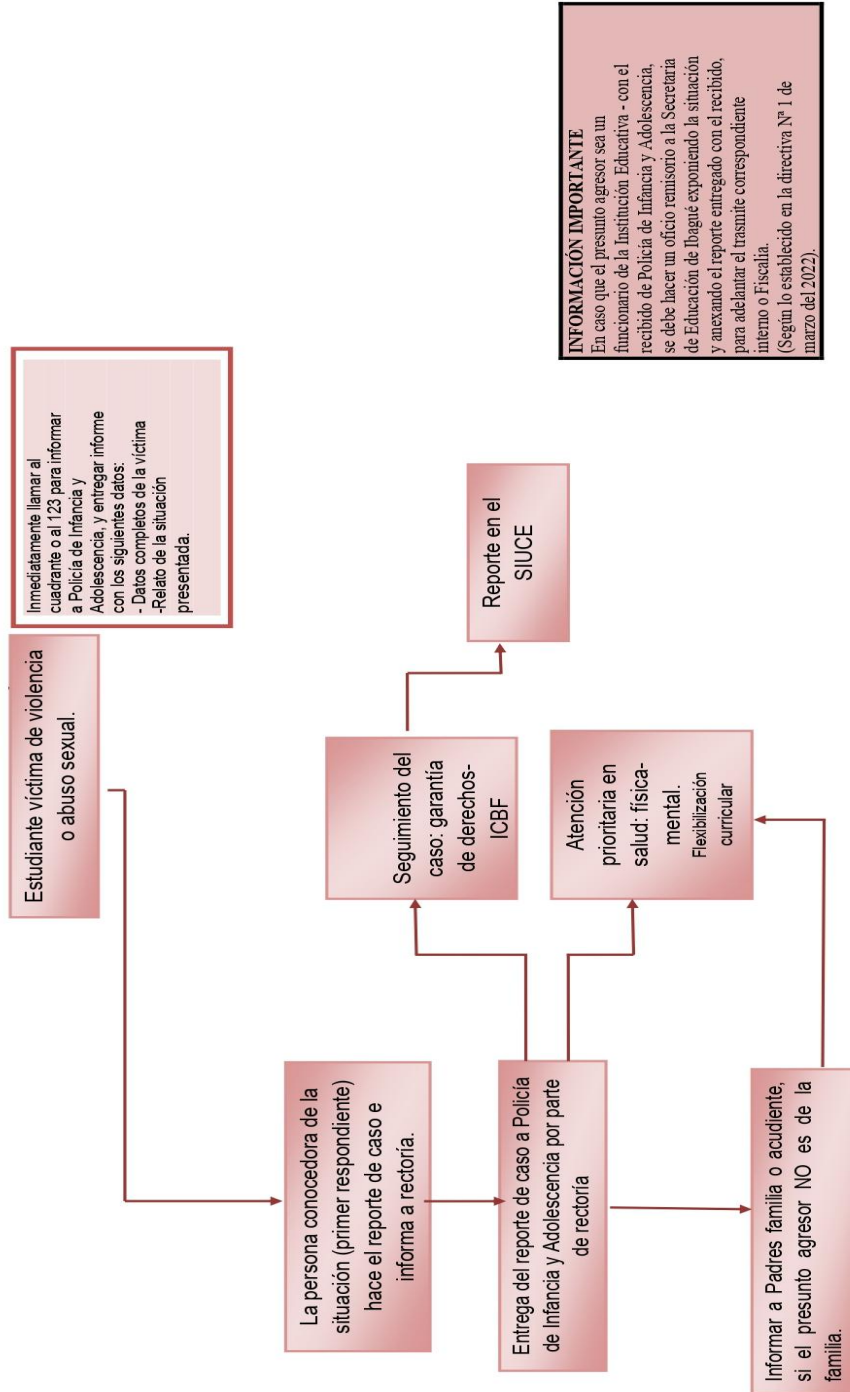 Estudiante víctima de violencia
o abuso sexual.
Inmediatamente llamar al
cuadrante o al 123 para informar
a Policía de Infancia y
Adolescencia, y entregar informe
con los siguientes datos:
- Datos completos de la víctima
-Relato de la situación
presentada.
La persona conocedora de la
situación (primer respondiente)
hace el reporte de caso e
informa a rectoría.
Seguimiento del
caso: garantía
de derechos-
ICBF
Reporte en el
SIUCE
Entrega del reporte de caso a Policía
de Infancia y Adolescencia por parte
de rectoría
Atención
prioritaria en
salud: física-
mental.
Flexibilización
curricular
Informar a Padres familia o acudiente,
si el presunto agresor NO es de la
familia.
INFORMACIÓN IMPORTANTE
En caso que el presunto agresor sea un
funcionario de la Institución Educativa - con el
recibido de Policía de Infancia y Adolescencia,
se debe hacer un oficio remisorio a la Secretaria
de Educación de Ibagué exponiendo la situación
y anexando el reporte entregado con el recibido,
para adelantar el trasmite correspondiente
interno o Fiscalia.
(Según lo establecido en la directiva Nª 1 de
marzo del 2022).